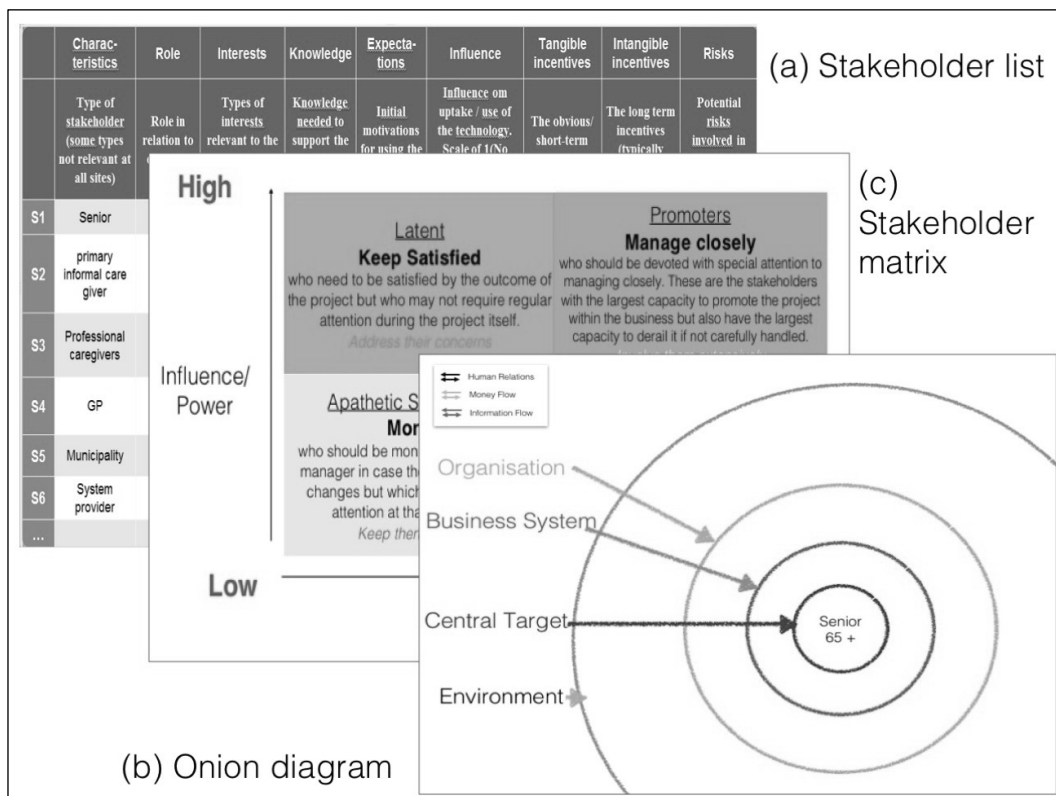 (a) Stakeholder list
Charac-
teristics
Role
Interests
Knowledge
Expecta-
tions
Influence
Tangible
incentives
Intangible
incentives
Risks
Type of
stakeholder
(some types
not relevant at
all sites)
Role in
relation to
Types of
interests
relevant to the
Knowledge
needed to
support the
Initial
motivations
for using the
Influence om
uptake / use of
the technology.
Scale of 1(No
The obvious/
short-term
The long term
incentives
(typically
Potential
risks
involved in
S1
Senior
S2
primary
informal care
giver
S3
Professional
caregivers
S4
GP
S5
Municipality
S6
System
provider
...
(c)
Stakeholder
matrix
High
Influence/
Power
Low
Latent
Keep Satisfied
who need to be satisfied by the outcome of
the project but who may not require regular
attention during the project itself.
Address their concerns
Promoters
Manage closely
who should be devoted with special attention to
managing closely. These are the stakeholders
with the largest capacity to promote the project
within the business but also have the largest
capacity to derail it if not carefully handled.
Apathetic S
Mon
who should be mon
manager in case the
changes but which
attention at tha
Keep ther
Human Relations
Money Flow
Information Flow
Organisation
Business System
Central Target
Environment
Senior
65 +
(b) Onion diagram